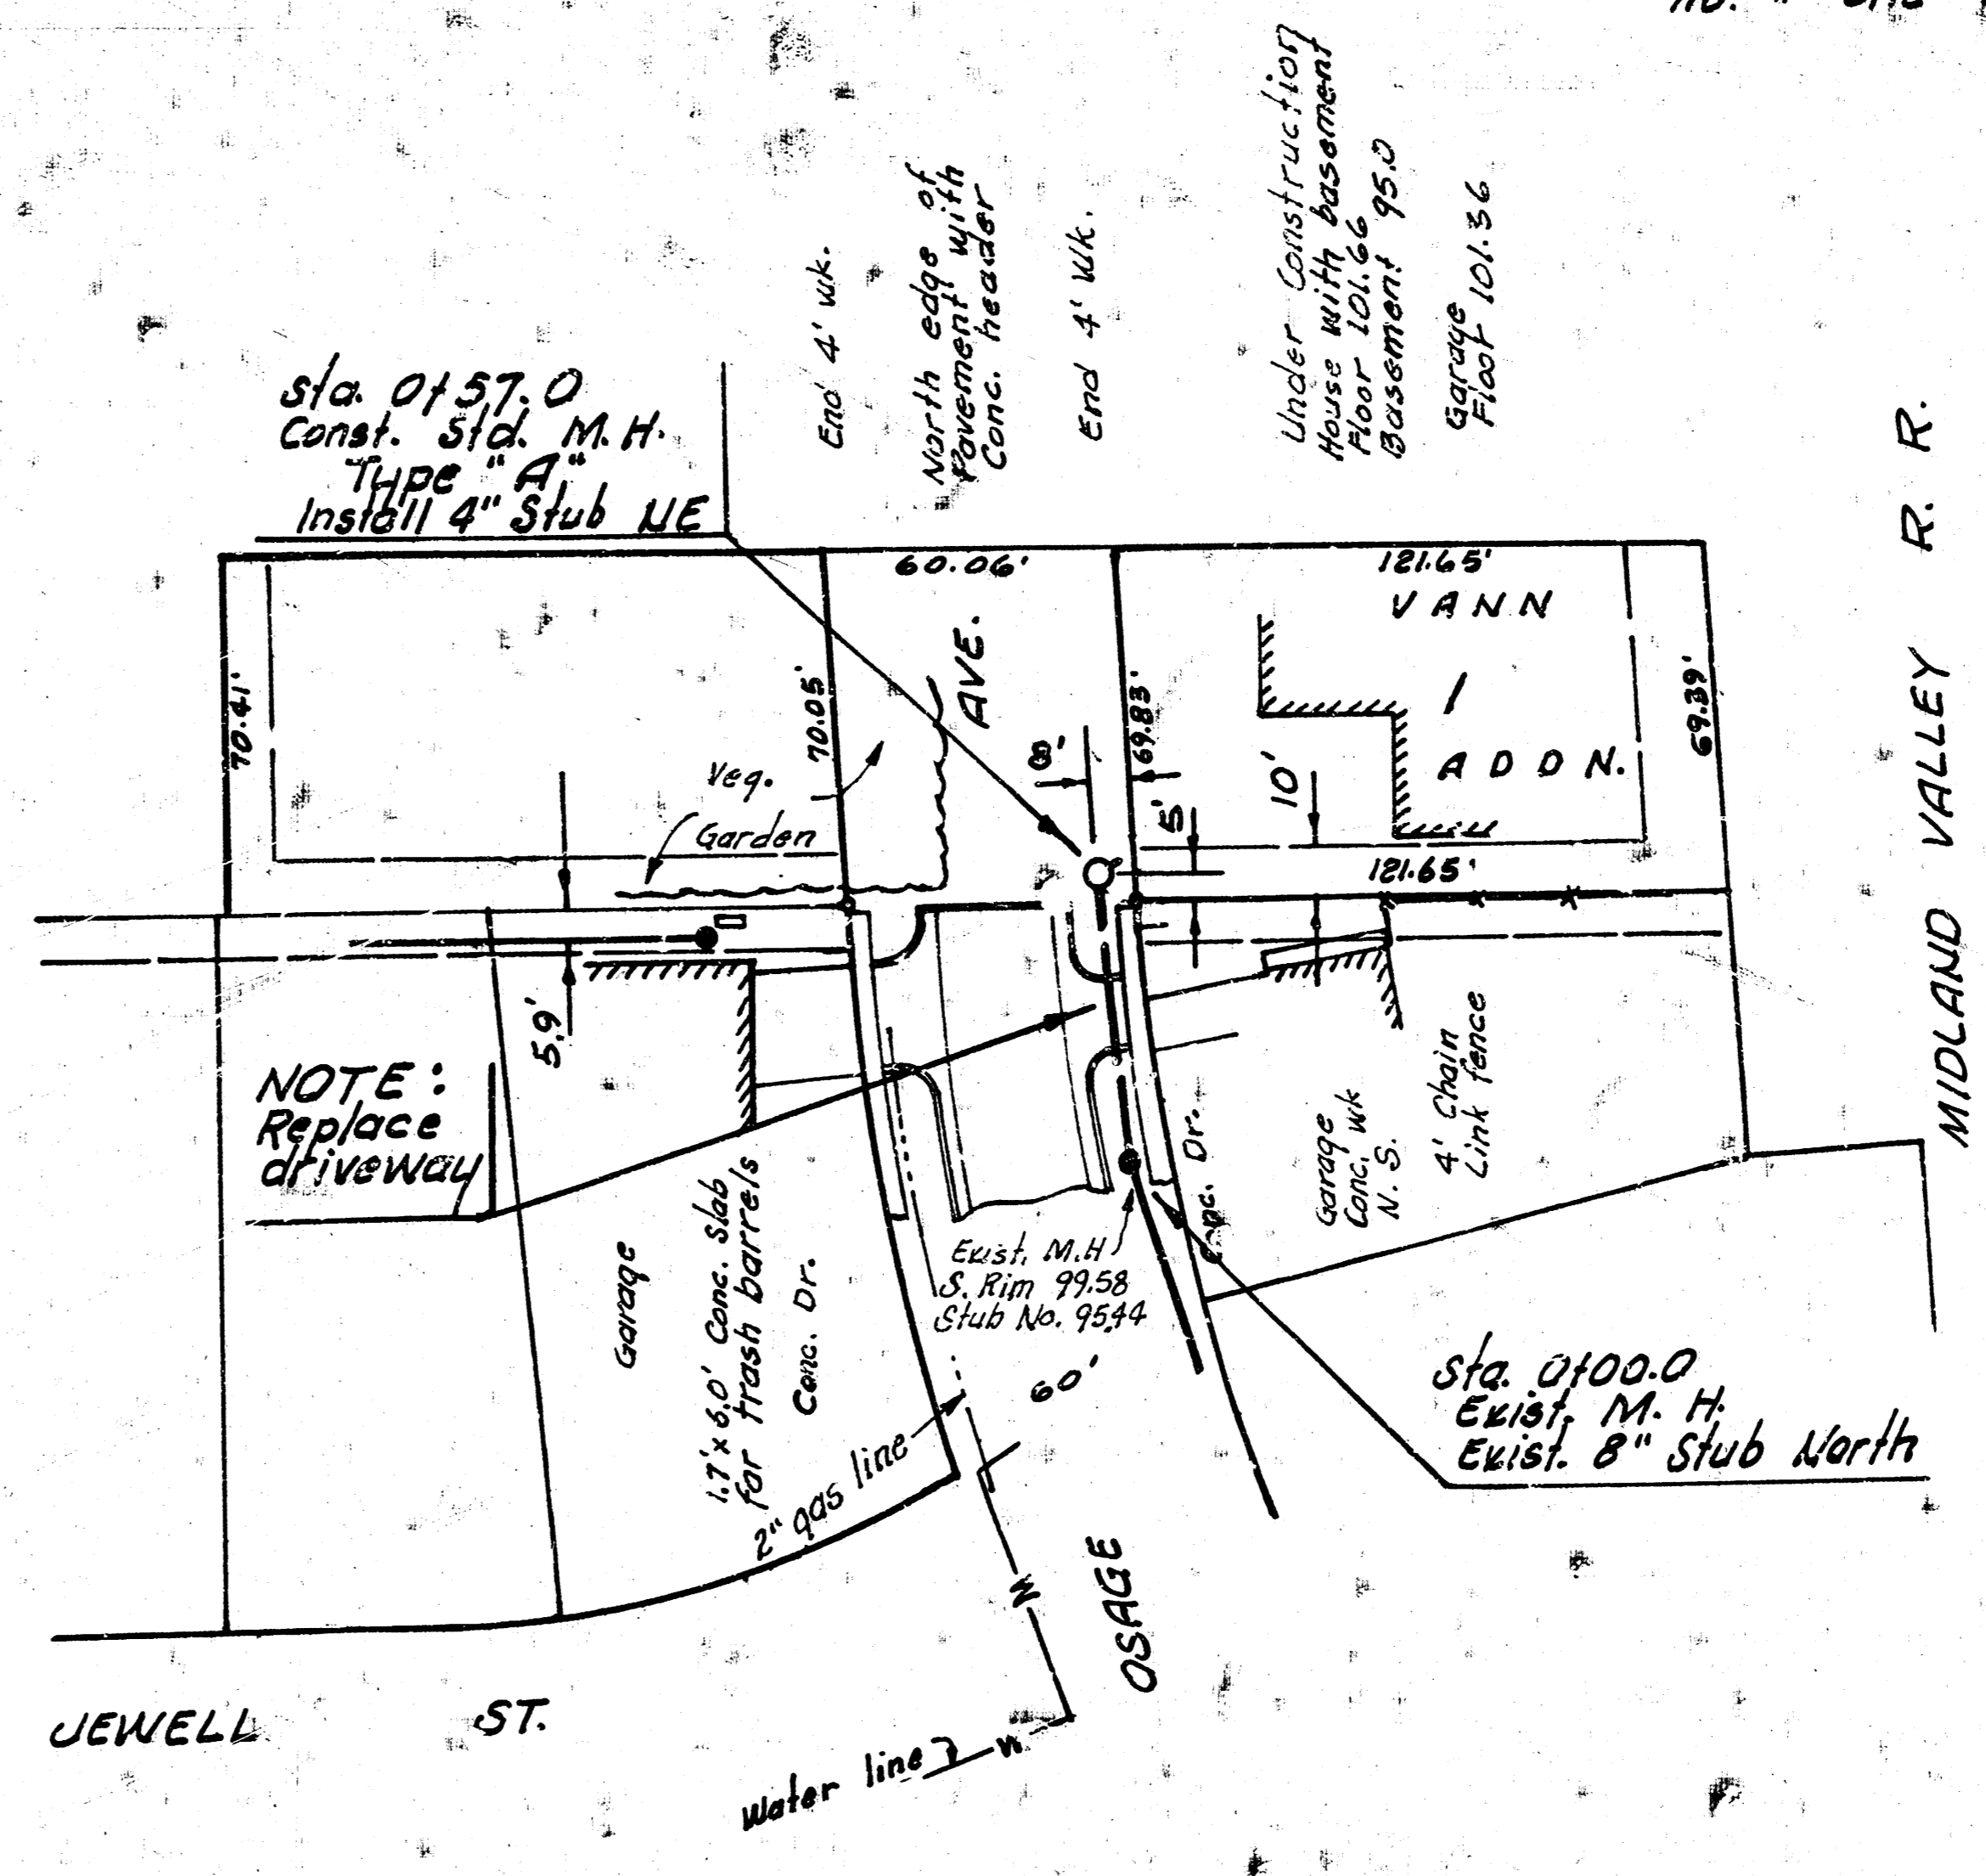 Sta. 0+57.0
Const. Std. M.H.
Type "A"
Install 4" Stub NE
End 4' wk.
North edge of
Pavement with
Conc. header
End 4' Wk.
Under Construction
House with basement
Floor 101.66
Basement 95.0
Garage
Floor 101.36
MIDLAND VALLEY R. R.
60.06'
121.65'
VANN
1
ADDN.
70.41'
70.05'
AVE.
69.83'
69.39'
8'
5'
10'
Veg.
Garden
121.65'
5.9'
NOTE:
Replace
driveway
Garage
1.7' x 6.0' Conc. Slab
for trash barrels
Conc. Dr.
2" gas line
Exist. M.H
S. Rim 99.58
Stub No. 95.44
60'
Conc. Dr.
Garage
Conc. Wk
N. S.
4' Chain
Link fence
Sta. 0+00.0
Exist. M. H.
Exist. 8" Stub North
OSAGE
W
W
Water line
JEWELL ST.